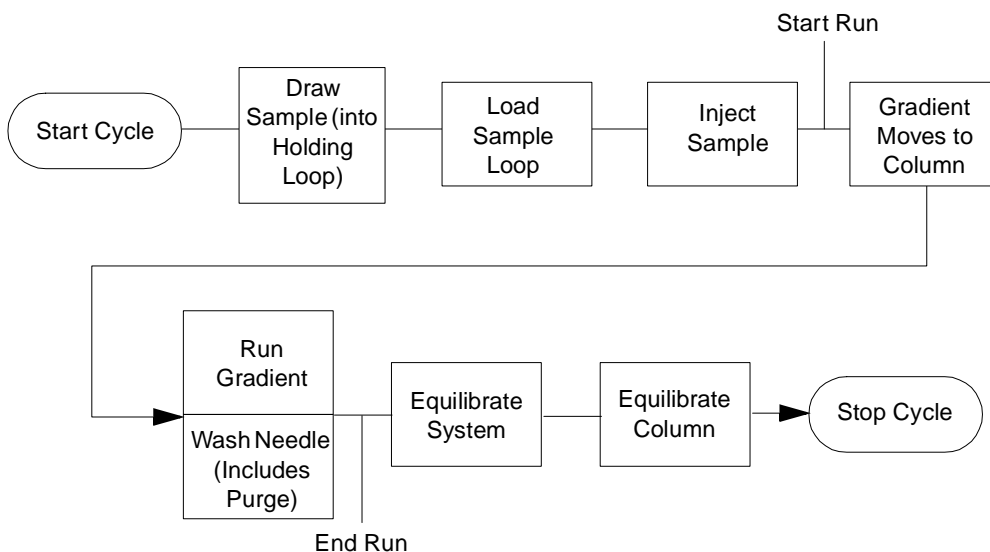 Start Run
Start Cycle
Draw
Sample (into
Holding
Loop)
Load
Sample
Loop
Inject
Sample
Gradient
Moves to
Column
Run
Gradient
Wash Needle
(Includes
Purge)
End Run
Equilibrate
System
Equilibrate
Column
Stop Cycle